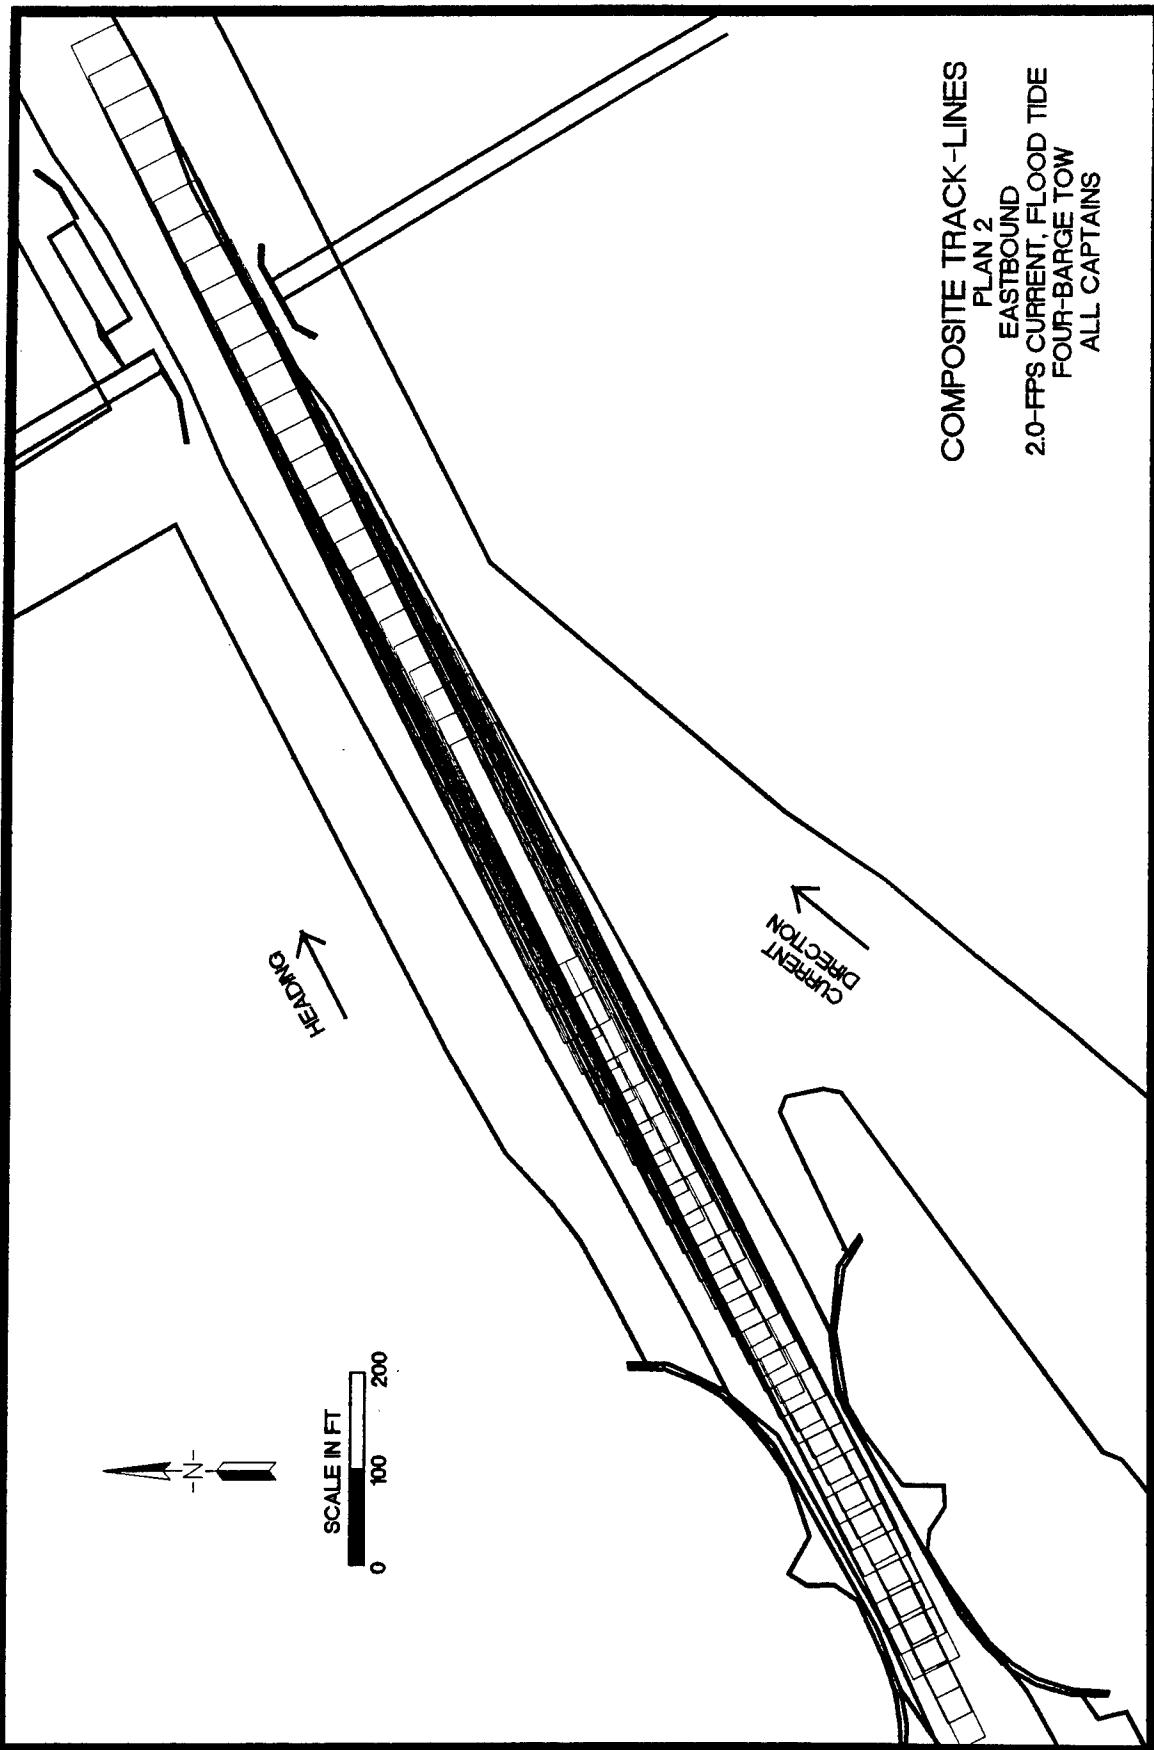 COMPOSITE TRACK-LINES
PLAN 2
EASTBOUND
2.0-FPS CURRENT, FLOOD TIDE
FOUR-BARGE TOW
ALL CAPTAINS
HEADING
CURRENT
DIRECTION
-N-
SCALE IN FT
0 100 200